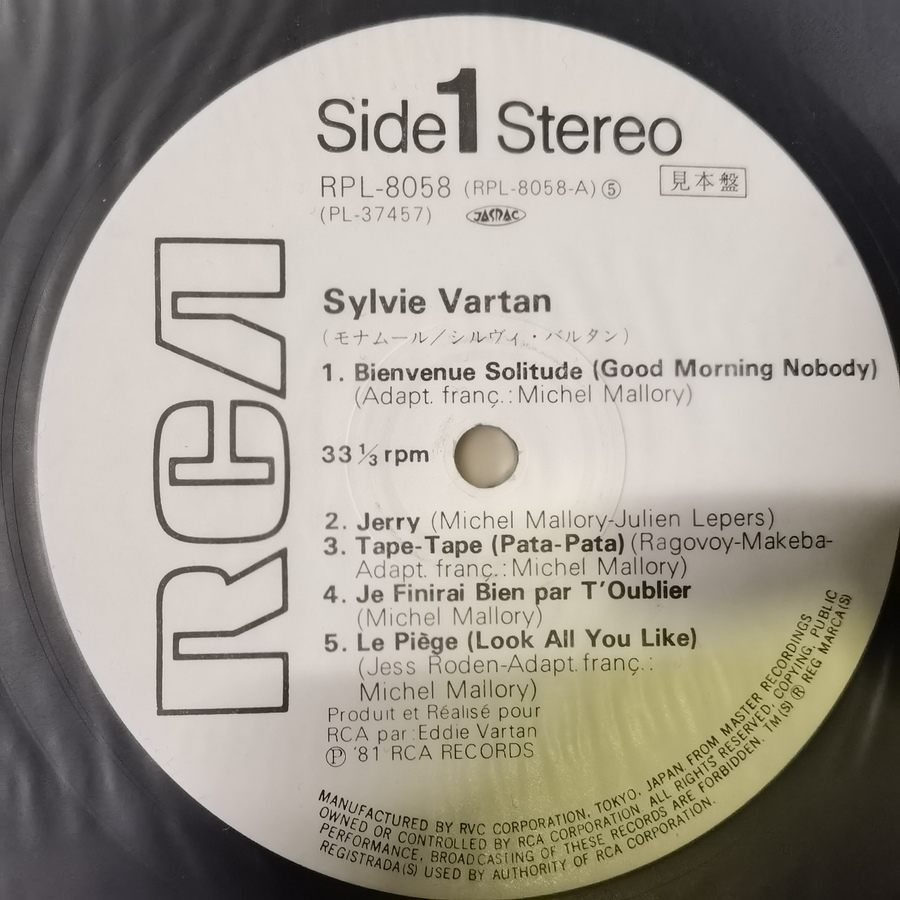 Side 1 Stereo
RPL-8058 (RPL-8058-A)⑤ 見本盤
(PL-37457) JASRAC
RCA
Sylvie Vartan
(モナムール/シルヴィ・バルタン)
1. Bienvenue Solitude (Good Morning Nobody)
(Adapt. franç.: Michel Mallory)
33 1/3 rpm
2. Jerry (Michel Mallory-Julien Lepers)
3. Tape-Tape (Pata-Pata) (Ragovoy-Makeba-
Adapt. franç.: Michel Mallory)
4. Je Finirai Bien par T'Oublier
(Michel Mallory)
5. Le Piège (Look All You Like)
(Jess Roden-Adapt. franç.:
Michel Mallory)
Produit et Réalisé pour
RCA par: Eddie Vartan
Ⓟ '81 RCA RECORDS
MANUFACTURED BY RVC CORPORATION, TOKYO, JAPAN, FROM MASTER RECORDINGS
OWNED OR CONTROLLED BY RCA CORPORATION. ALL RIGHTS RESERVED, COPYING, PUBLIC
PERFORMANCE, BROADCASTING OF THESE RECORDS ARE FORBIDDEN. TM(S) ® REG MARCA(S)
REGISTRADA(S) USED BY AUTHORITY OF RCA CORPORATION.